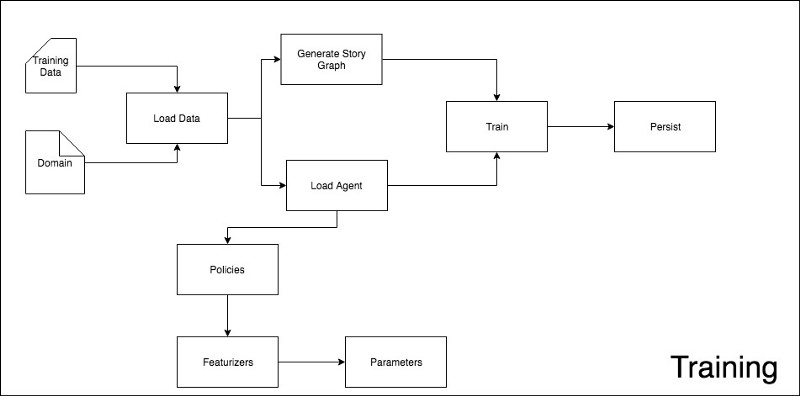 Training
Data
Generate Story
Graph
Load Data
Train
Persist
Domain
Load Agent
Policies
Featurizers
Parameters
Training